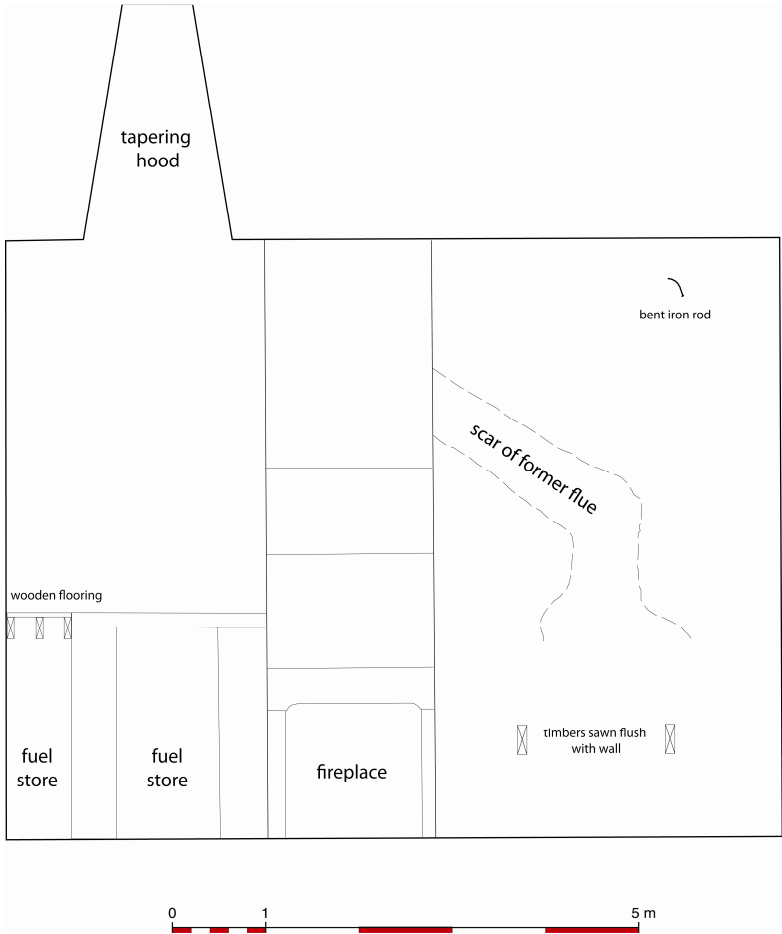 tapering
hood
bent iron rod
scar of former flue
wooden flooring
timbers sawn flush
with wall
fuel
store
fuel
store
fireplace
0 1 5 m